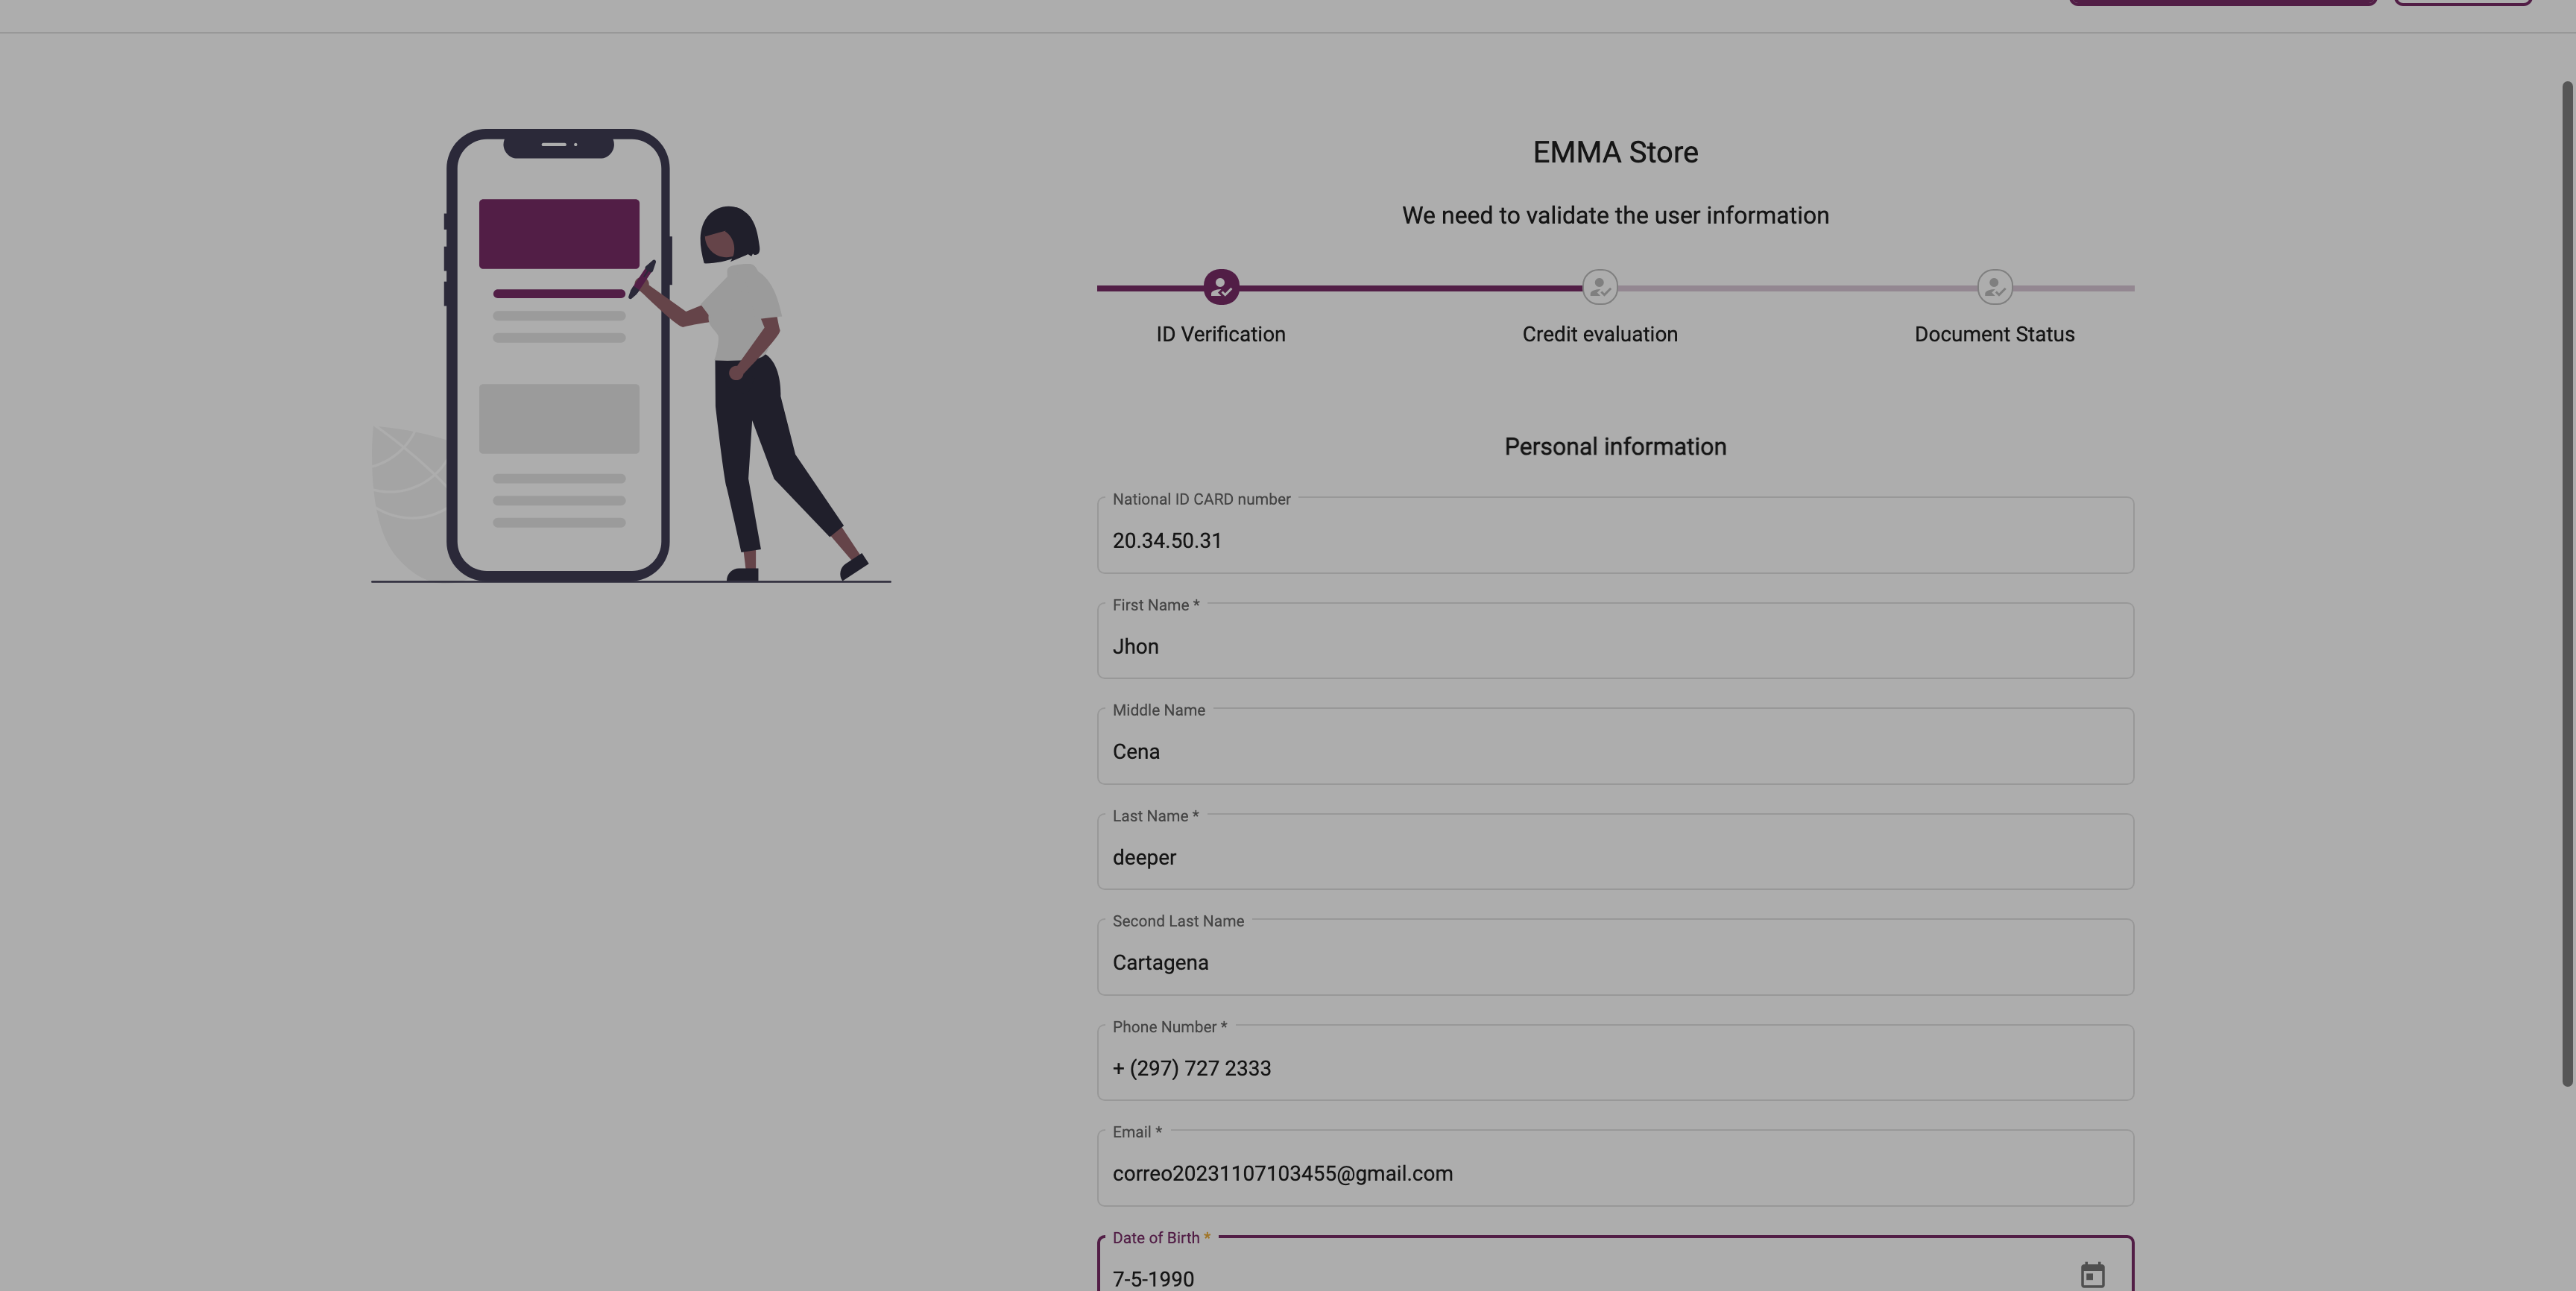 EMMA Store
We need to validate the user information
ID Verification
Credit evaluation
Document Status
Personal information
National ID CARD number
20.34.50.31
First Name *
Jhon
Middle Name
Cena
Last Name *
deeper
Second Last Name
Cartagena
Phone Number *
+ (297) 727 2333
Email *
correo20231107103455@gmail.com
Date of Birth *
7-5-1990